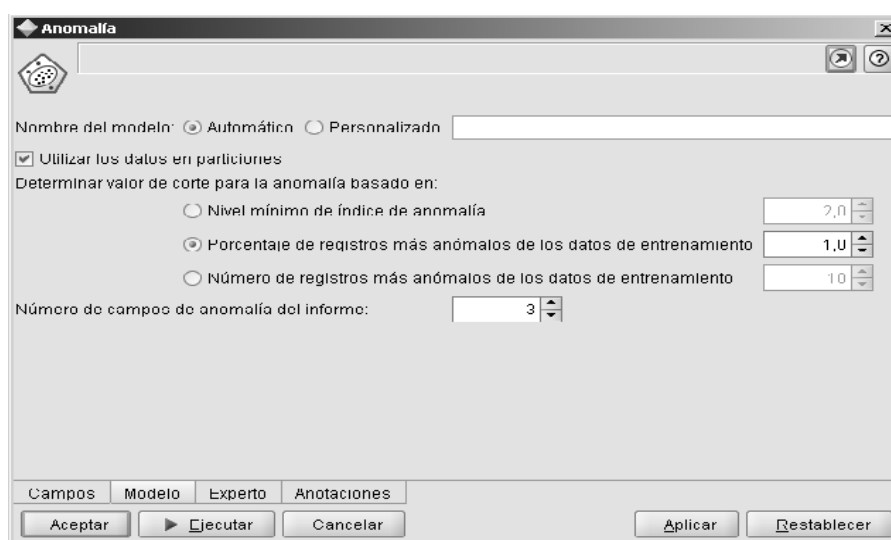 Anomalía
Nombre del modelo: Automático Personalizado
Utilizar los datos en particiones
Determinar valor de corte para la anomalía basado en:
Nivel mínimo de índice de anomalía 2,0
Porcentaje de registros más anómalos de los datos de entrenamiento 1,0
Número de registros más anómalos de los datos de entrenamiento 10
Número de campos de anomalía del informe: 3
Campos Modelo Experto Anotaciones
Aceptar Ejecutar Cancelar Aplicar Restablecer